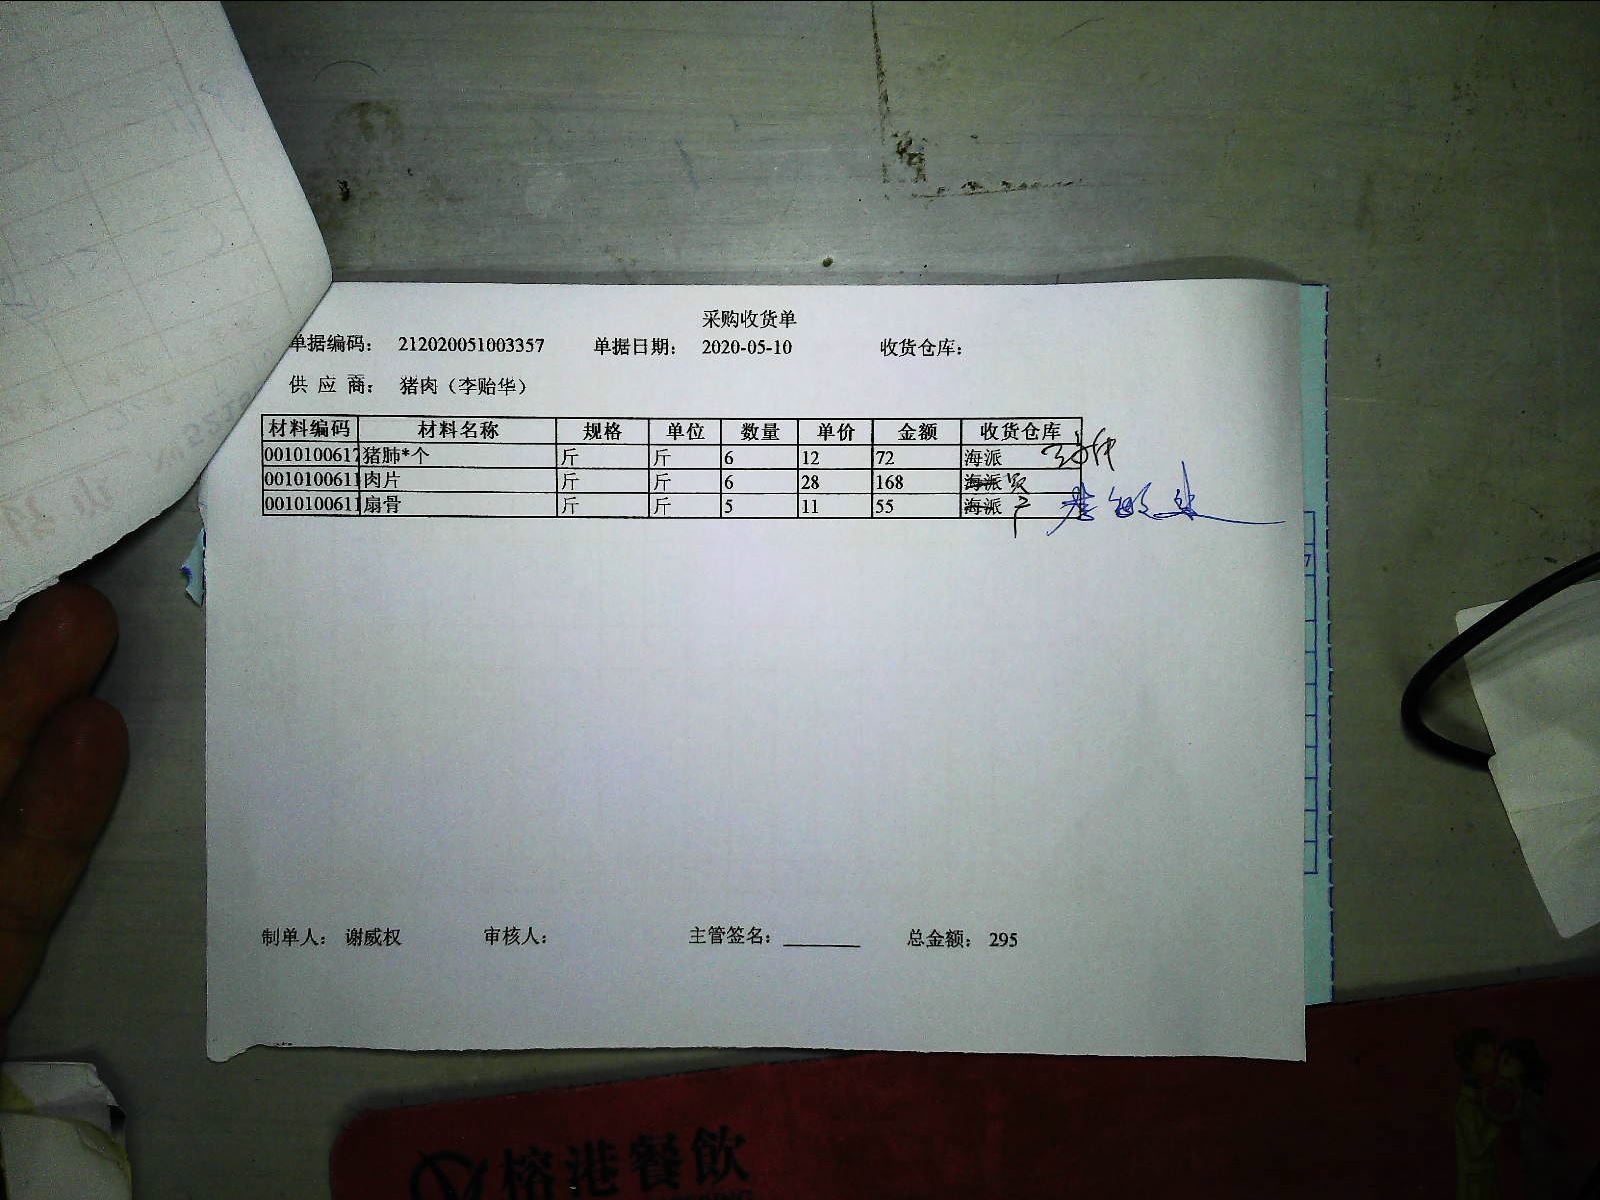 采购收货单
单据编码： 212020051003357 单据日期： 2020-05-10 收货仓库：
供 应 商： 猪肉（李贻华）
材料编码 材料名称 规格 单位 数量 单价 金额 收货仓库
0010100617 猪肺*个 斤 斤 6 12 72 海派
001010061 肉片 斤 斤 6 28 168 海派
001010061 扇骨 斤 斤 5 11 55 海派
制单人： 谢威权 审核人： 主管签名： 总金额： 295
榕港餐飲